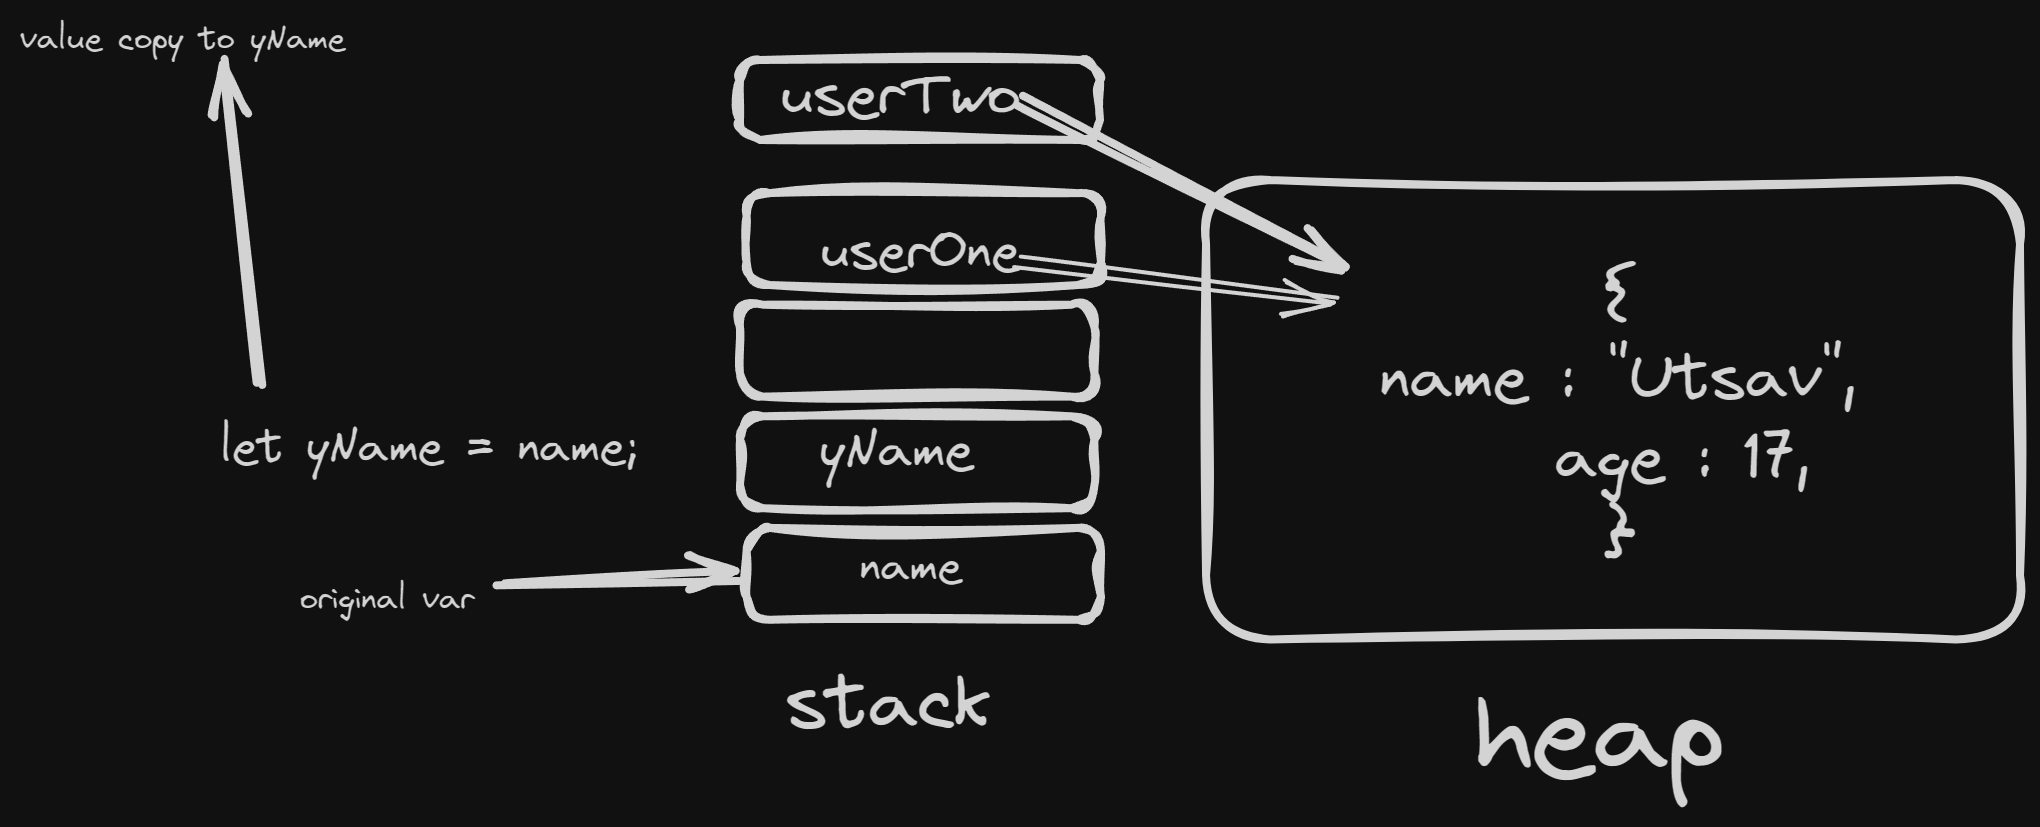 value copy to yName
userTwo
userOne
{
name : "Utsav",
age : 17,
}
let yName = name;
yName
name
original var
stack
heap